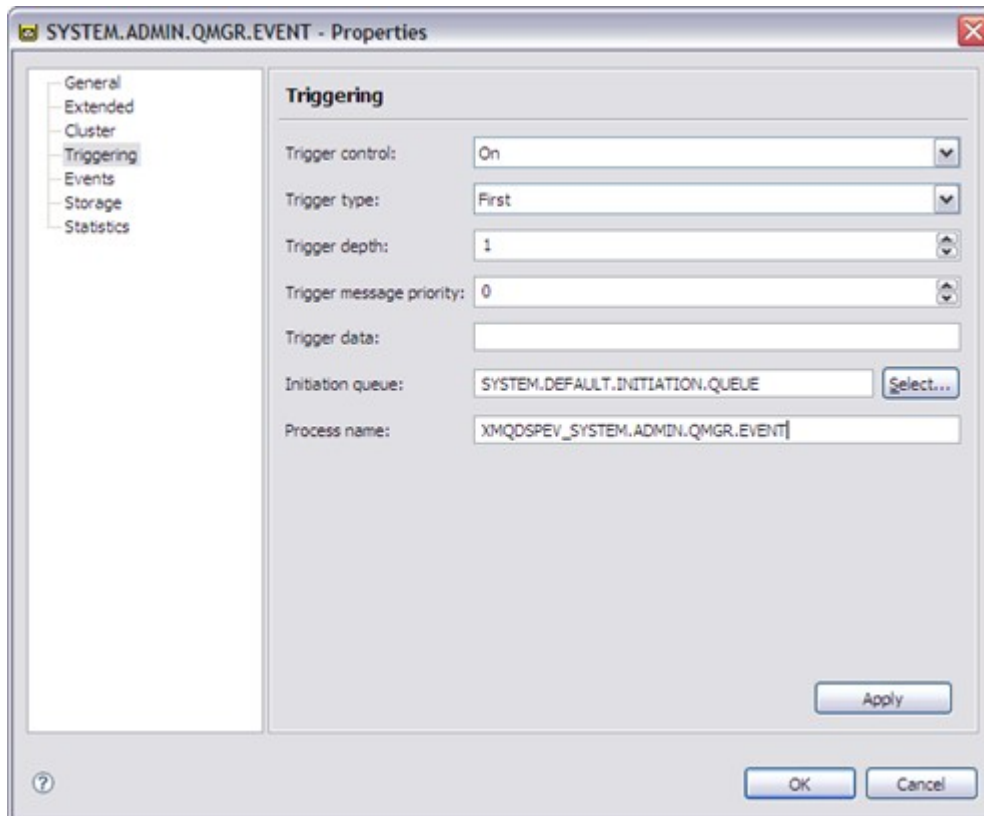 SYSTEM.ADMIN.QMGR.EVENT - Properties
General
Extended
Cluster
Triggering
Events
Storage
Statistics
Triggering
Trigger control: On
Trigger type: First
Trigger depth: 1
Trigger message priority: 0
Trigger data:
Initiation queue: SYSTEM.DEFAULT.INITIATION.QUEUE Select...
Process name: XMQDSPEV_SYSTEM.ADMIN.QMGR.EVENT
Apply
? OK Cancel